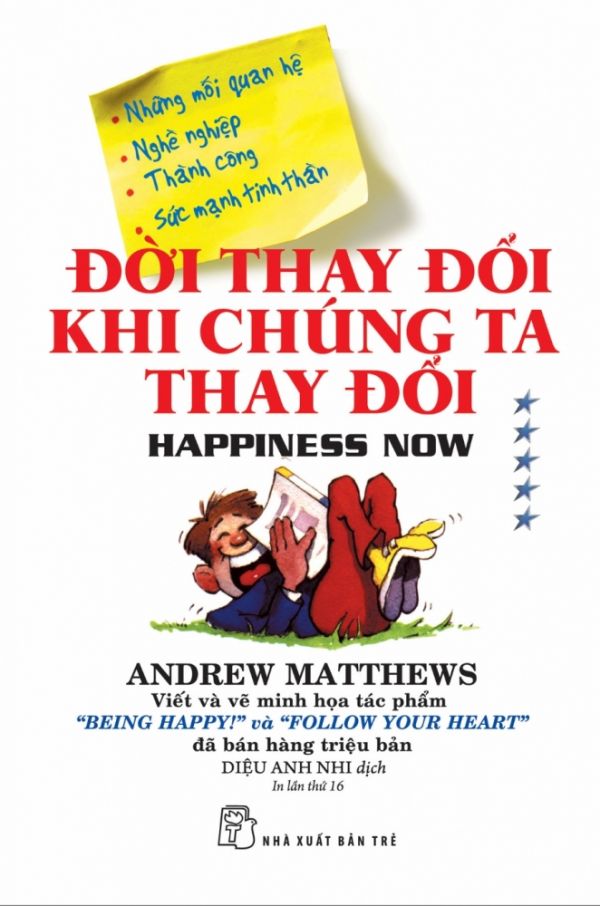 • Những mối quan hệ
• Nghề nghiệp
• Thành công
• Sức mạnh tinh thần
ĐỜI THAY ĐỔI
KHI CHÚNG TA
THAY ĐỔI
HAPPINESS NOW
ANDREW MATTHEWS
Viết và vẽ minh họa tác phẩm
"BEING HAPPY!" và "FOLLOW YOUR HEART"
đã bán hàng triệu bản
DIỆU ANH NHI dịch
In lần thứ 16
T
NHÀ XUẤT BẢN TRẺ